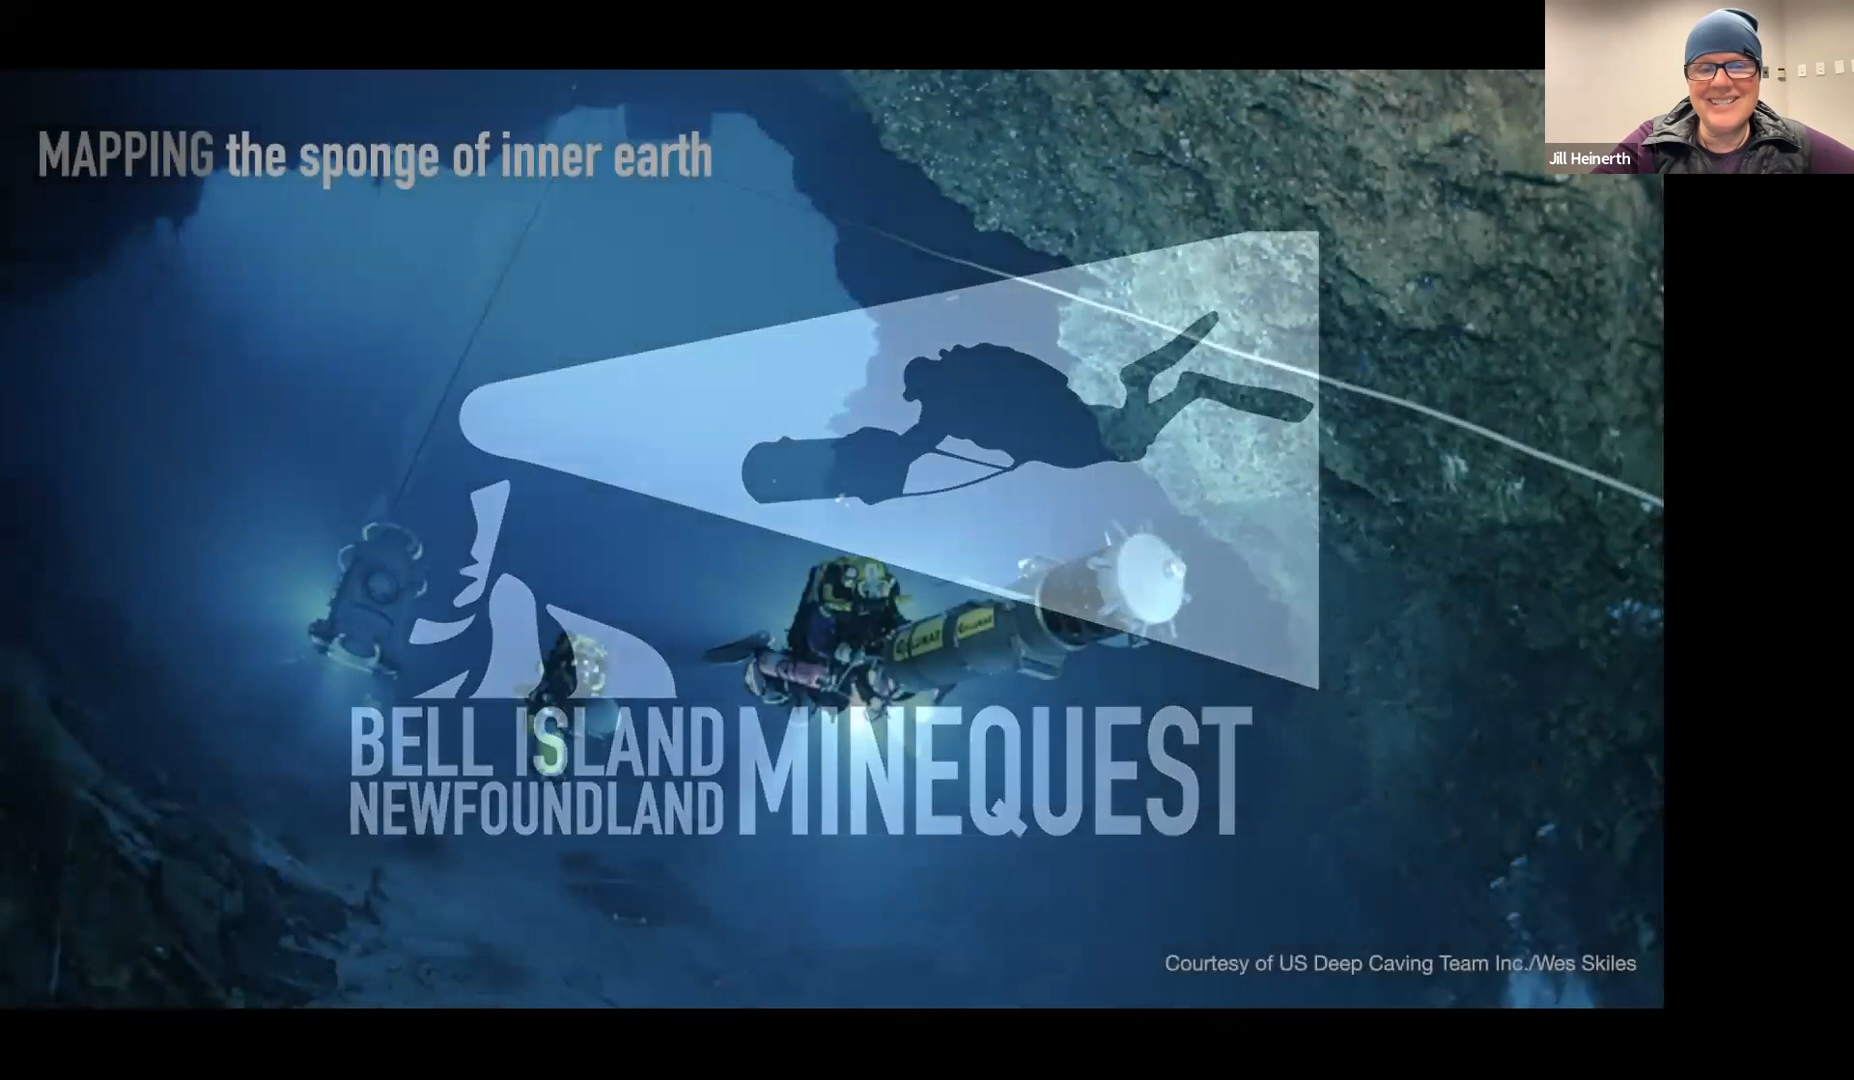 MAPPING the sponge of inner earth
Jill Heinerth
BELL ISLAND
NEWFOUNDLAND
MINEQUEST
Courtesy of US Deep Caving Team Inc./Wes Skiles